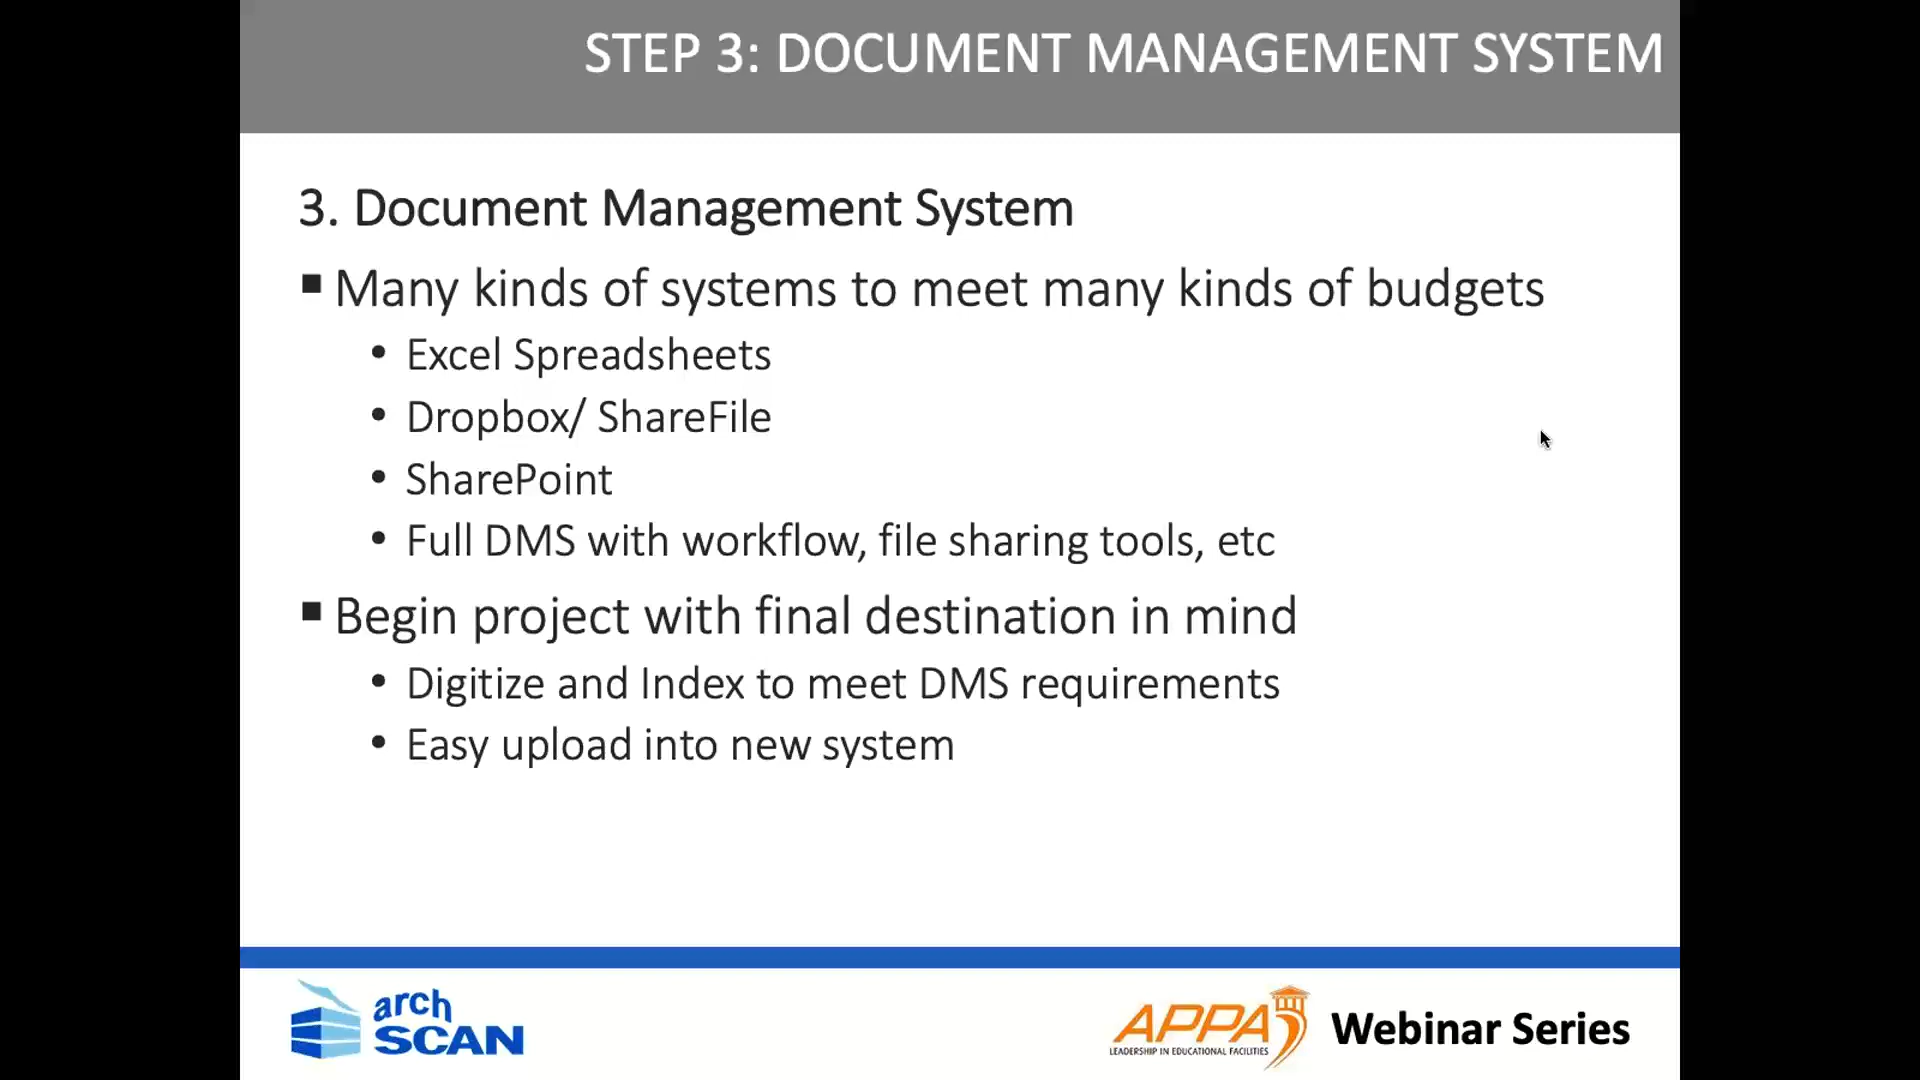 STEP 3: DOCUMENT MANAGEMENT SYSTEM
3. Document Management System
▪ Many kinds of systems to meet many kinds of budgets
• Excel Spreadsheets
• Dropbox/ ShareFile
• SharePoint
• Full DMS with workflow, file sharing tools, etc
▪ Begin project with final destination in mind
• Digitize and Index to meet DMS requirements
• Easy upload into new system
arch
SCAN
APPA
LEADERSHIP IN EDUCATIONAL FACILITIES
Webinar Series